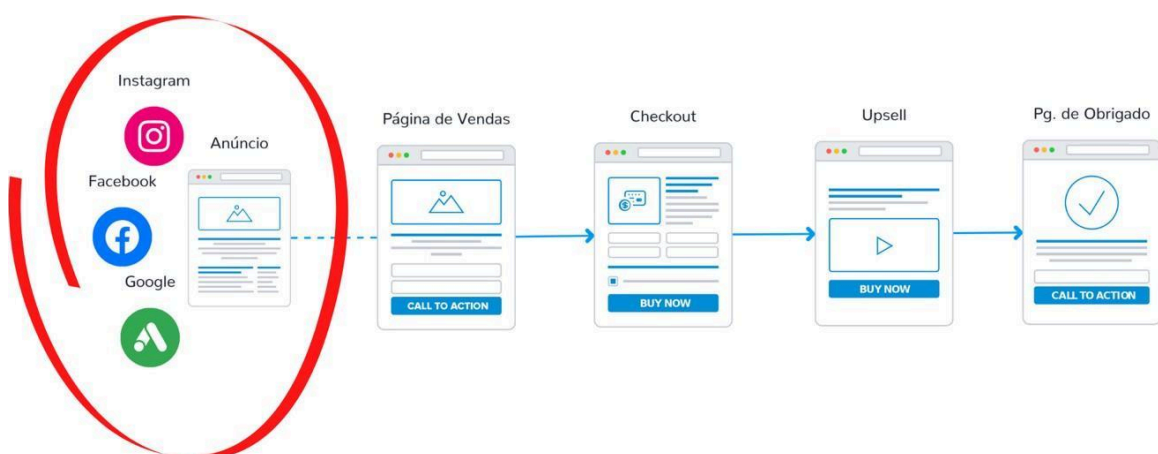 Instagram
Anúncio
Facebook
Google
Página de Vendas
CALL TO ACTION
Checkout
BUY NOW
Upsell
BUY NOW
Pg. de Obrigado
CALL TO ACTION